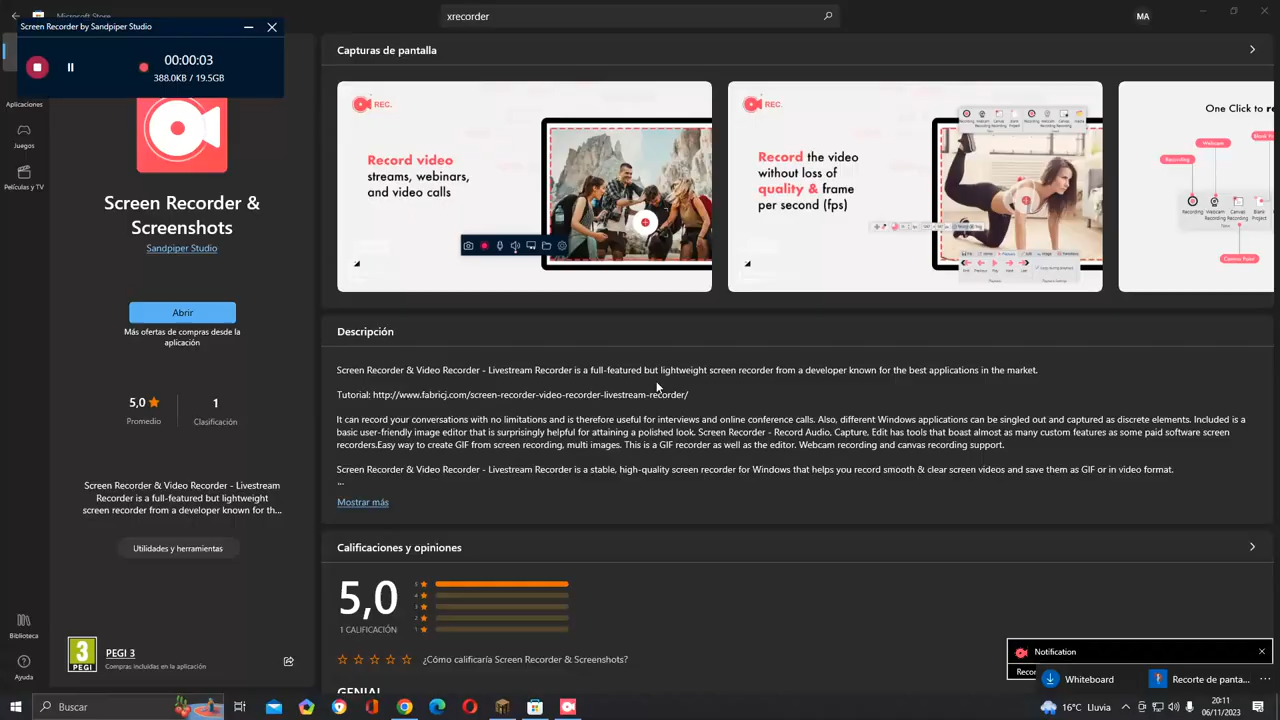 Microsoft Store
xrecorder
MA
Screen Recorder by Sandpiper Studio
00:00:03
388.0KB / 19.5GB
Aplicaciones
Juegos
Películas y TV
Screen Recorder &
Screenshots
Sandpiper Studio
Abrir
Más ofertas de compras desde la
aplicación
5,0
Promedio
1
Clasificación
Screen Recorder & Video Recorder - Livestream
Recorder is a full-featured but lightweight
screen recorder from a developer known for th...
Utilidades y herramientas
3
PEGI
PEGI 3
Compras incluidas en la aplicación
Biblioteca
Ayuda
Capturas de pantalla
REC.
Record video
streams, webinars,
and video calls
REC.
Record the video
without loss of
quality & frame
per second (fps)
One Click to re
Webcam
Recording
Descripción
Screen Recorder & Video Recorder - Livestream Recorder is a full-featured but lightweight screen recorder from a developer known for the best applications in the market.
Tutorial: http://www.fabricj.com/screen-recorder-video-recorder-livestream-recorder/
It can record your conversations with no limitations and is therefore useful for interviews and online conference calls. Also, different Windows applications can be singled out and captured as discrete elements. Included is a
basic user-friendly image editor that is surprisingly helpful for attaining a polished look. Screen Recorder - Record Audio, Capture, Edit has tools that boast almost as many custom features as some paid software screen
recorders.Easy way to create GIF from screen recording, multi images. This is a GIF recorder as well as the editor. Webcam recording and canvas recording support.
Screen Recorder & Video Recorder - Livestream Recorder is a stable, high-quality screen recorder for Windows that helps you record smooth & clear screen videos and save them as GIF or in video format.
...
Mostrar más
Calificaciones y opiniones
5,0
1 CALIFICACIÓN
5
4
3
2
1
¿Cómo calificaría Screen Recorder & Screenshots?
GENIAL
Notification
Recor
Whiteboard
Recorte de panta...
Buscar
16°C Lluvia
20:11
06/11/2023